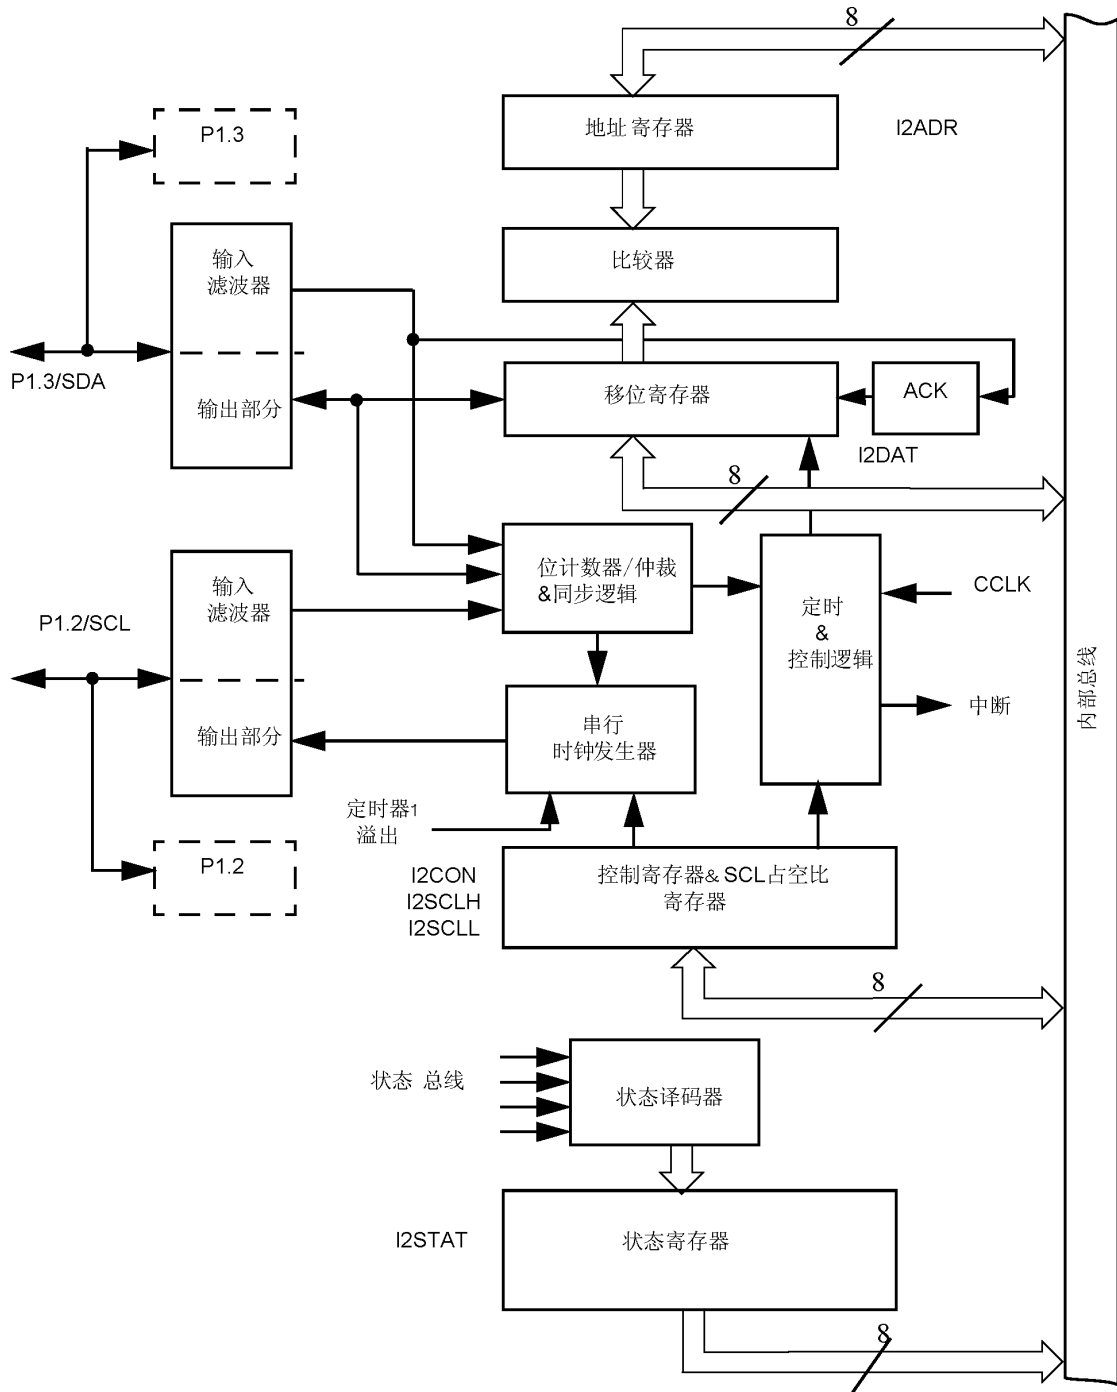 8
P1.3
地址寄存器
I2ADR
输入
滤波器
比较器
P1.3/SDA
输出部分
移位寄存器
ACK
I2DAT
8
位计数器/仲裁
&同步逻辑
CCLK
定时
&
控制逻辑
输入
滤波器
P1.2/SCL
内部总线
中断
输出部分
串行
时钟发生器
定时器1
溢出
P1.2
I2CON
I2SCLH
I2SCLL
控制寄存器& SCL占空比
寄存器
8
状态 总线
状态译码器
I2STAT
状态寄存器
8